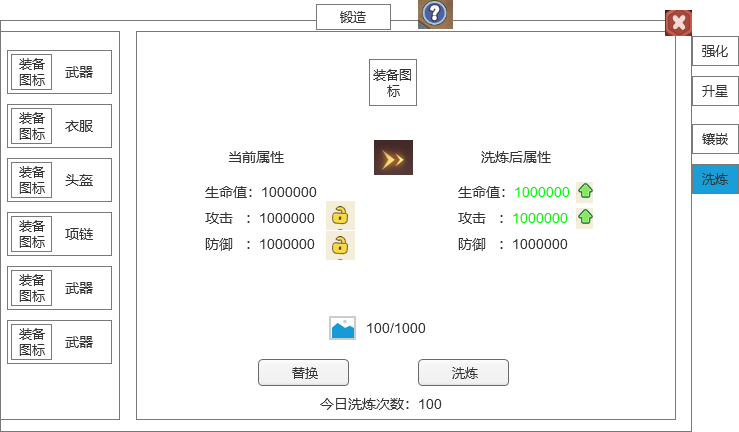 锻造
?
装备图标 武器
装备图标 衣服
装备图标 头盔
装备图标 项链
装备图标 武器
装备图标 武器
装备图标
当前属性
生命值：1000000
攻击 ：1000000
防御 ：1000000
洗炼后属性
生命值：1000000
攻击 ：1000000
防御 ：1000000
100/1000
替换
洗炼
今日洗炼次数：100
强化
升星
镶嵌
洗炼